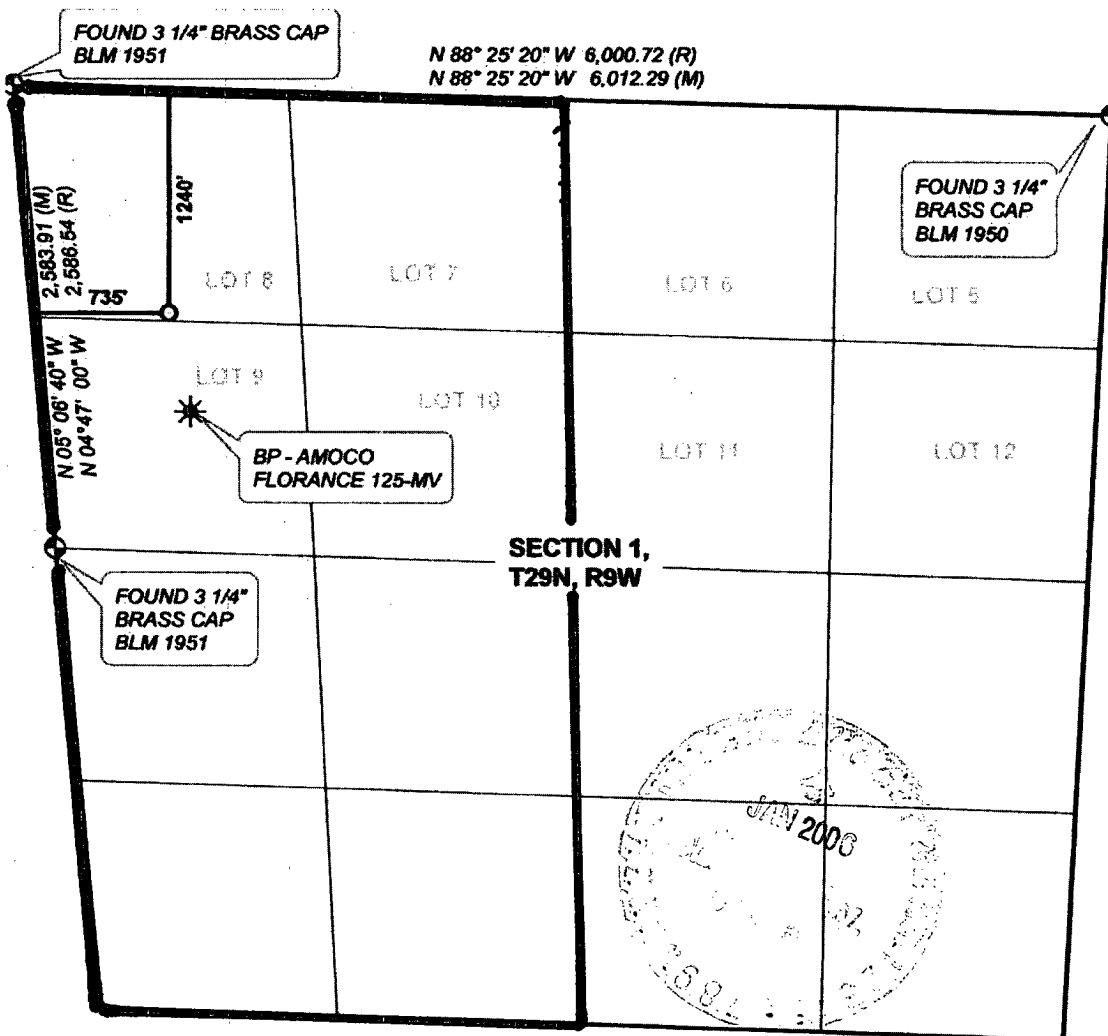 FOUND 3 1/4" BRASS CAP
BLM 1951
N 88° 25' 20" W 6,000.72 (R)
N 88° 25' 20" W 6,012.29 (M)
FOUND 3 1/4"
BRASS CAP
BLM 1950
2,583.91 (M)
2,586.54 (R)
1240'
735'
LOT 8
LOT 7
LOT 6
LOT 5
N 05° 06' 40" W
N 04°47' 00" W
LOT 9
LOT 10
LOT 11
LOT 12
BP - AMOCO
FLORANCE 125-MV
SECTION 1,
T29N, R9W
FOUND 3 1/4"
BRASS CAP
BLM 1951
JAN 2006